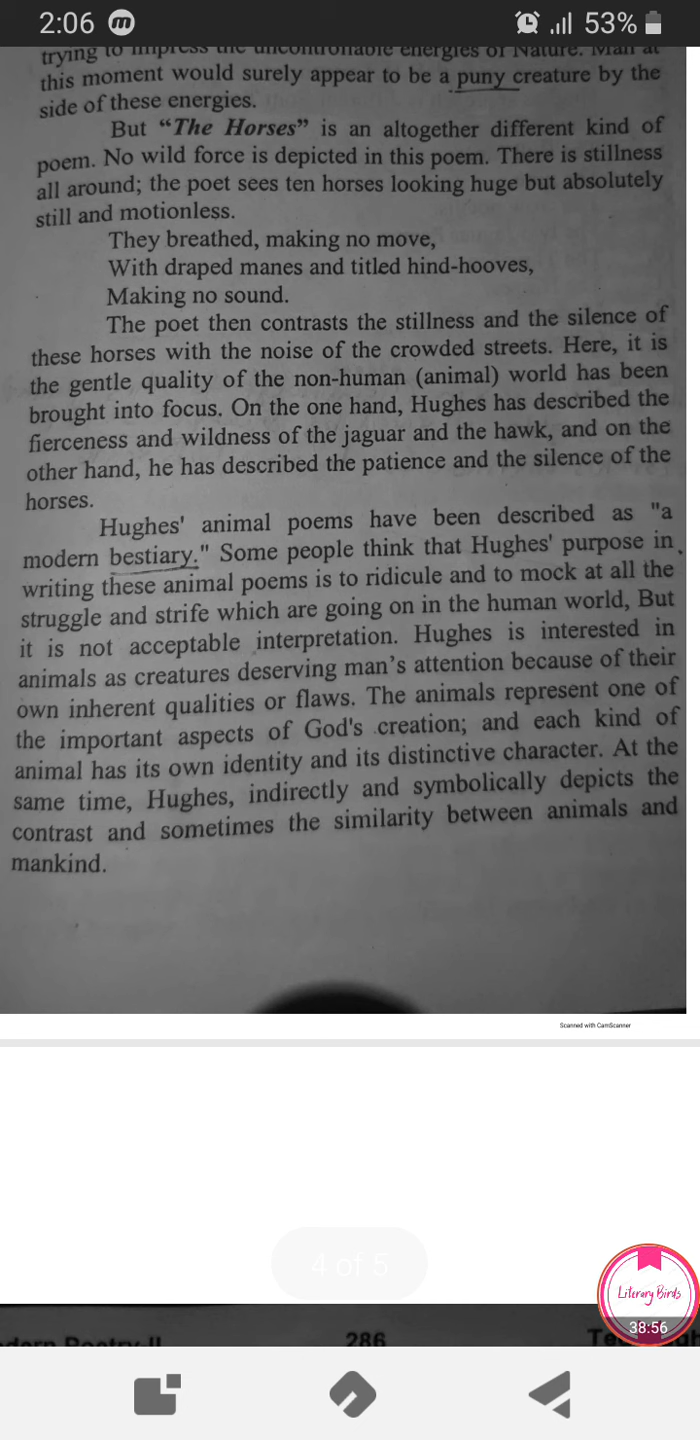 2:06 m 53%
trying to impress the uncontrollable energies of Nature. Man at
this moment would surely appear to be a puny creature by the
side of these energies.
But “The Horses” is an altogether different kind of
poem. No wild force is depicted in this poem. There is stillness
all around; the poet sees ten horses looking huge but absolutely
still and motionless.
They breathed, making no move,
With draped manes and titled hind-hooves,
Making no sound.
The poet then contrasts the stillness and the silence of
these horses with the noise of the crowded streets. Here, it is
the gentle quality of the non-human (animal) world has been
brought into focus. On the one hand, Hughes has described the
fierceness and wildness of the jaguar and the hawk, and on the
other hand, he has described the patience and the silence of the
horses.
Hughes' animal poems have been described as "a
modern bestiary." Some people think that Hughes' purpose in
writing these animal poems is to ridicule and to mock at all the
struggle and strife which are going on in the human world, But
it is not acceptable interpretation. Hughes is interested in
animals as creatures deserving man’s attention because of their
own inherent qualities or flaws. The animals represent one of
the important aspects of God's creation; and each kind of
animal has its own identity and its distinctive character. At the
same time, Hughes, indirectly and symbolically depicts the
contrast and sometimes the similarity between animals and
mankind.
Scanned with CamScanner
4 of 5
Literary Birds
38:56
Poetry-II 286